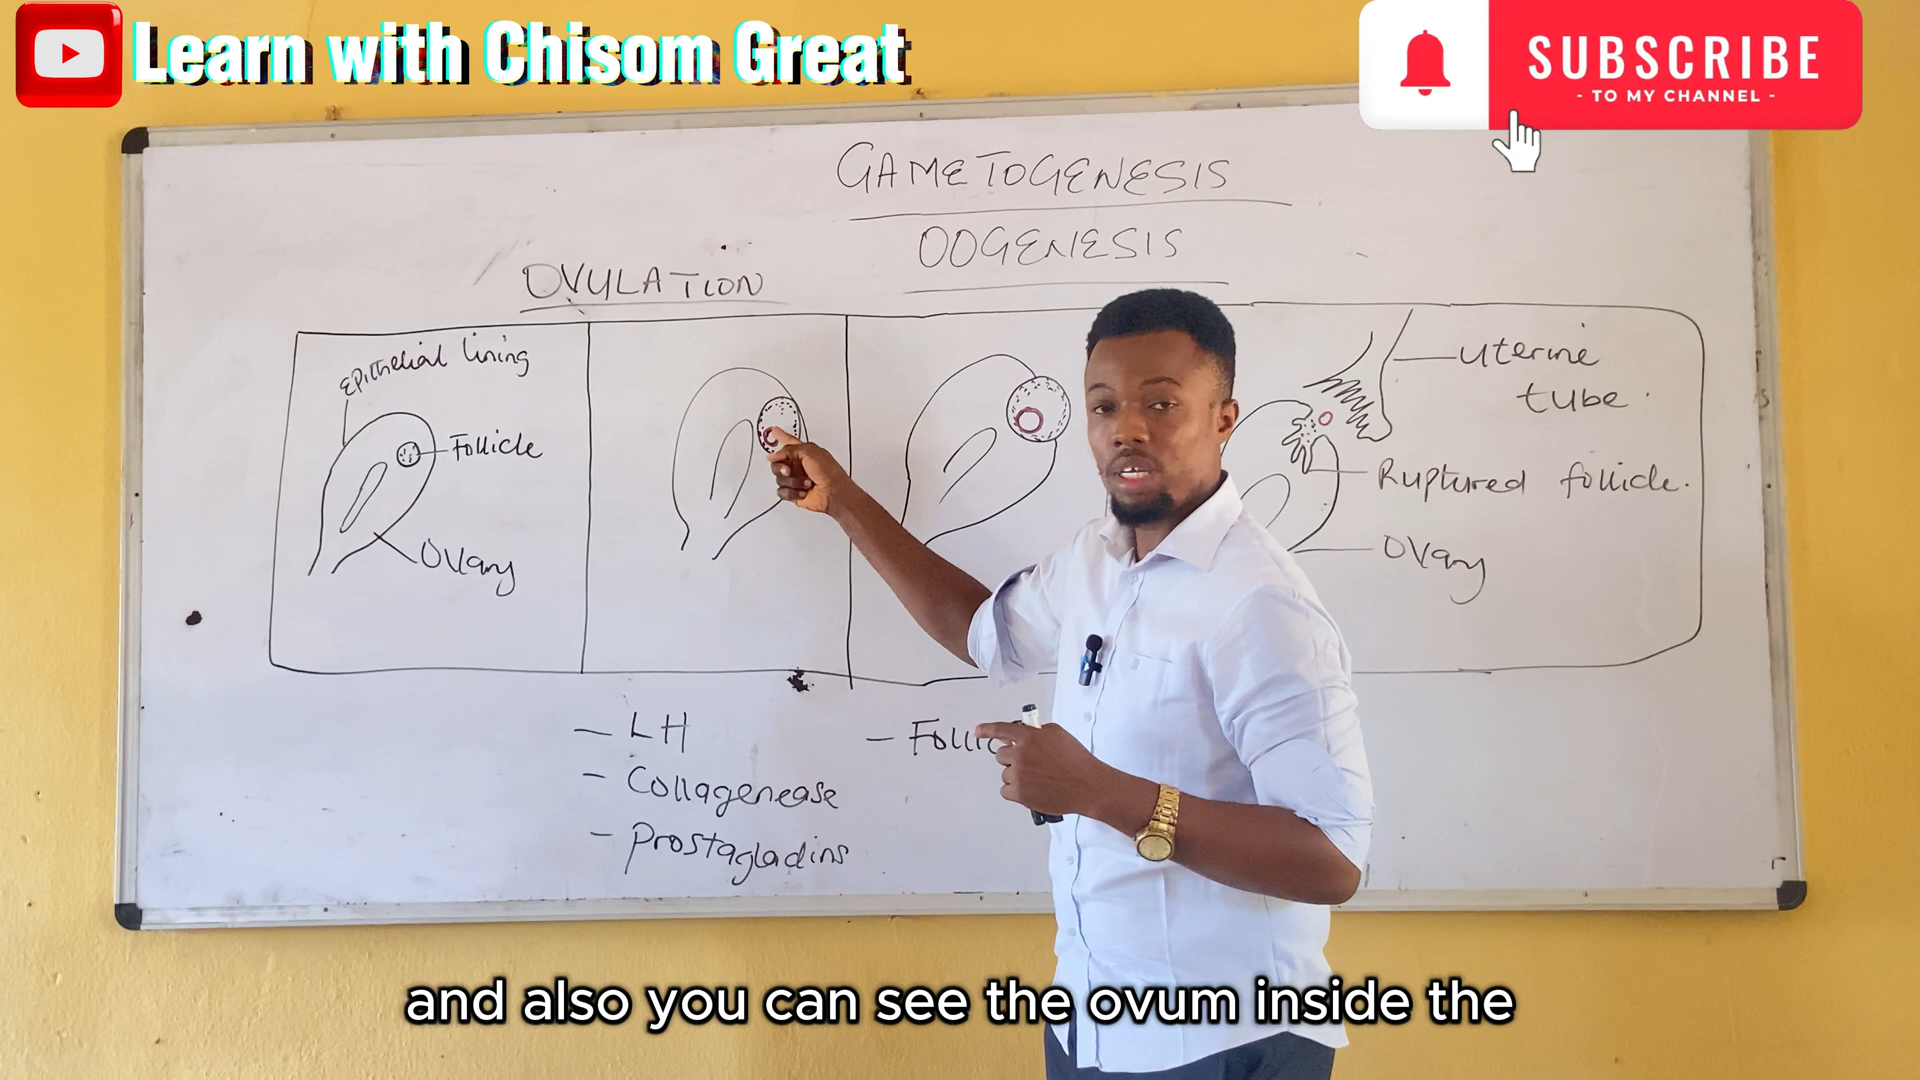 Learn with Chisom Great
SUBSCRIBE
- TO MY CHANNEL -
GAMETOGENESIS
OOGENESIS
OVULATION
Epithelial lining
Follicle
Ovary
Uterine
tube.
Ruptured follicle.
Ovary
- LH
- Collagenease
- Prostagladins
- Follic
and also you can see the ovum inside the